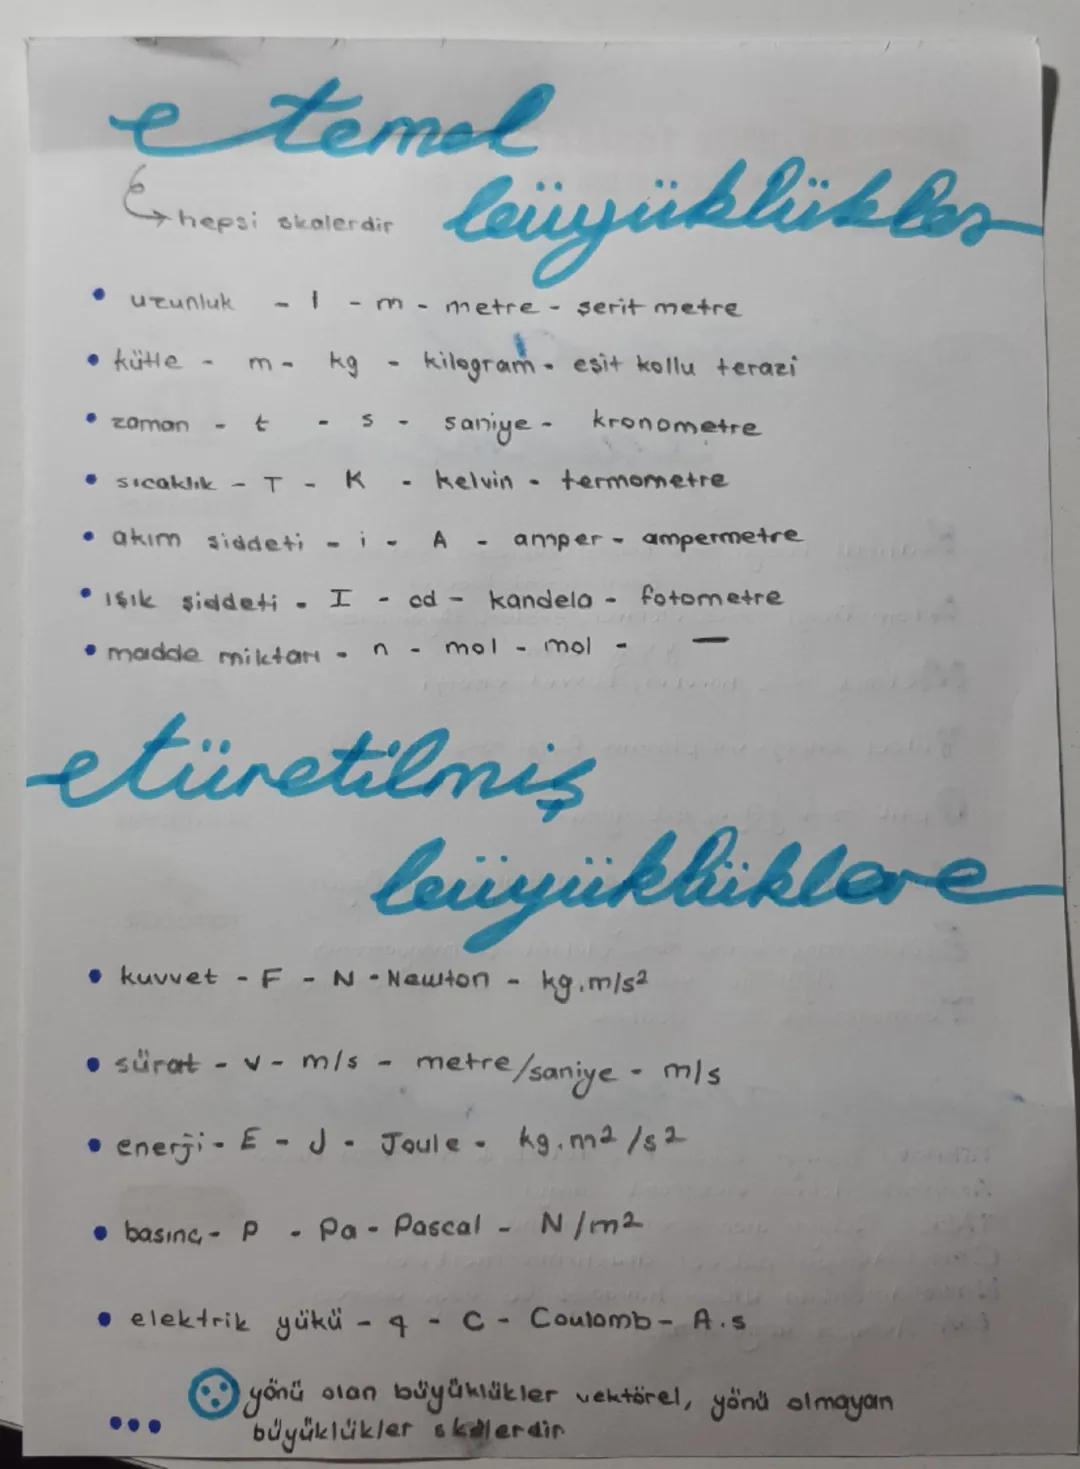 temel
büyüklükler
hepsi skalerdir
• uzunluk - l - m - metre - şerit metre
• kütle - m - kg - kilogram - eşit kollu terazi
• zaman - t - s - saniye - kronometre
• sıcaklık - T - K - kelvin - termometre
• akım şiddeti - i - A - amper - ampermetre
• ışık şiddeti - I - cd - kandela - fotometre
• madde miktarı - n - mol - mol - —
türetilmiş
büyüklükler
• kuvvet - F - N - Newton - kg.m/s²
• sürat - v - m/s - metre/saniye - m/s
• enerji - E - J - Joule - kg.m²/s²
• basınç - P - Pa - Pascal - N/m²
• elektrik yükü - q - C - Coulomb - A.s
yönü olan büyüklükler vektörel, yönü olmayan
••• büyüklükler skalerdir